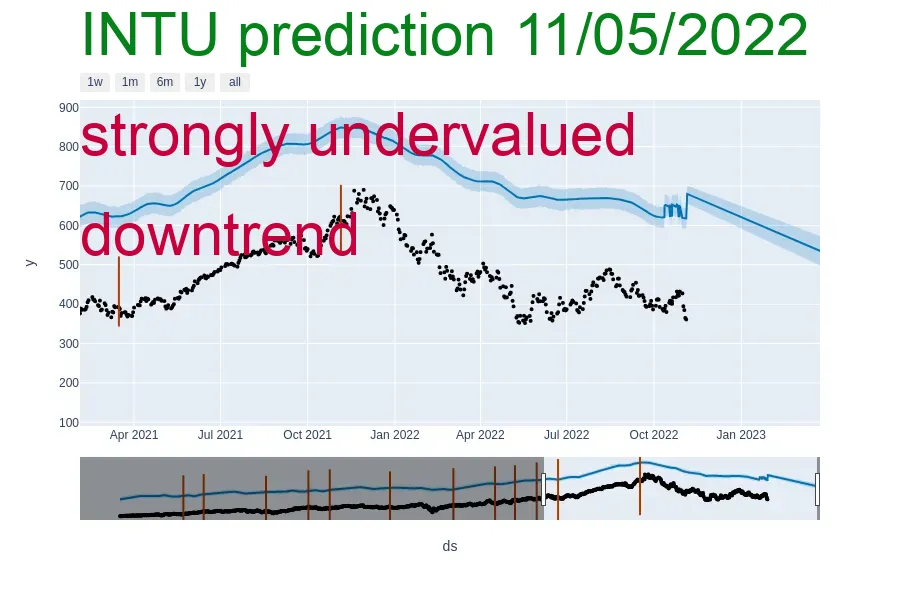 INTU prediction 11/05/2022
1w 1m 6m 1y all
strongly undervalued
downtrend
y
900
800
700
600
500
400
300
200
100
Apr 2021 Jul 2021 Oct 2021 Jan 2022 Apr 2022 Jul 2022 Oct 2022 Jan 2023
ds